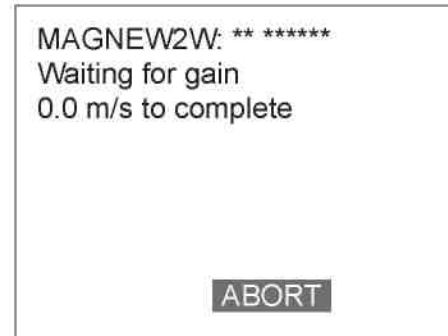 MAGNEW2W: ** ******
Waiting for gain
0.0 m/s to complete
ABORT